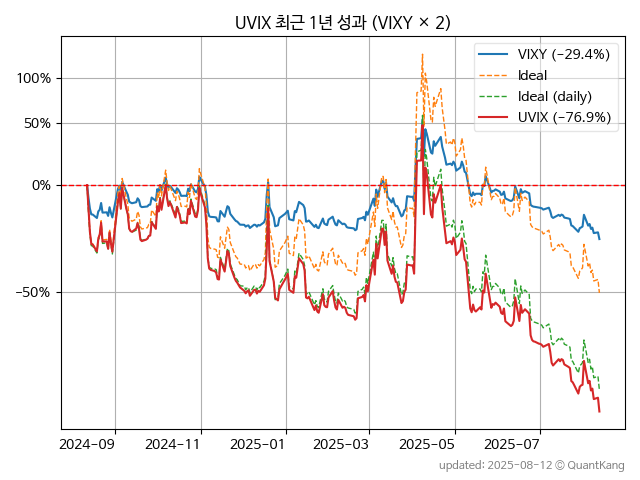 UVIX 최근 1년 성과 (VIXY × 2)
VIXY (−29.4%)
Ideal
Ideal (daily)
UVIX (−76.9%)
100%
50%
0%
−50%
2024−09
2024−11
2025−01
2025−03
2025−05
2025−07
updated: 2025−08−12 © QuantKang